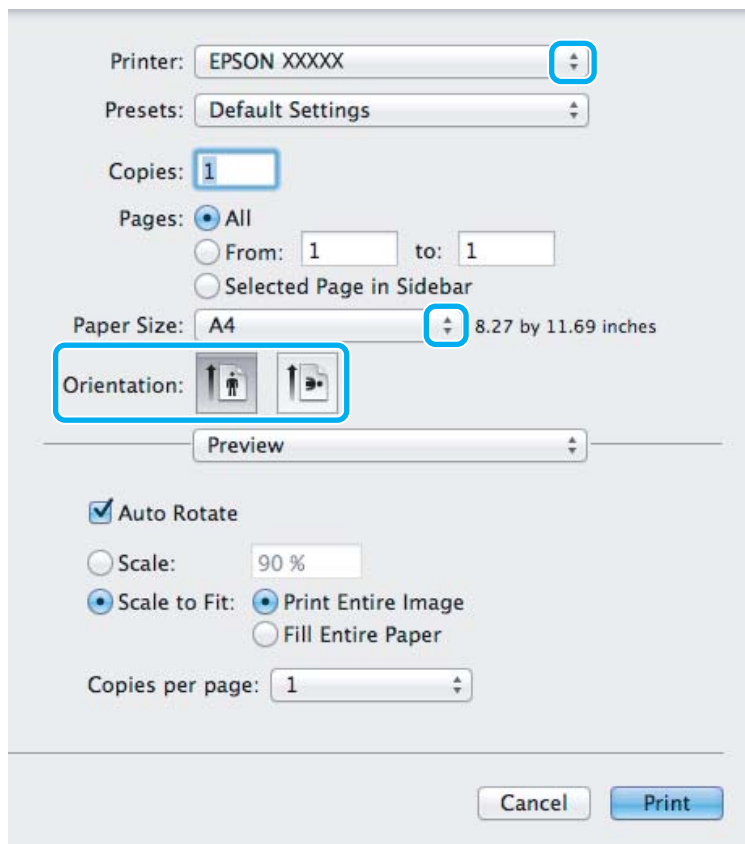 Printer: EPSON XXXXX
Presets: Default Settings
Copies: 1
Pages: All
From: 1 to: 1
Selected Page in Sidebar
Paper Size: A4 8.27 by 11.69 inches
Orientation:
Preview
Auto Rotate
Scale: 90 %
Scale to Fit: Print Entire Image
Fill Entire Paper
Copies per page: 1
Cancel Print